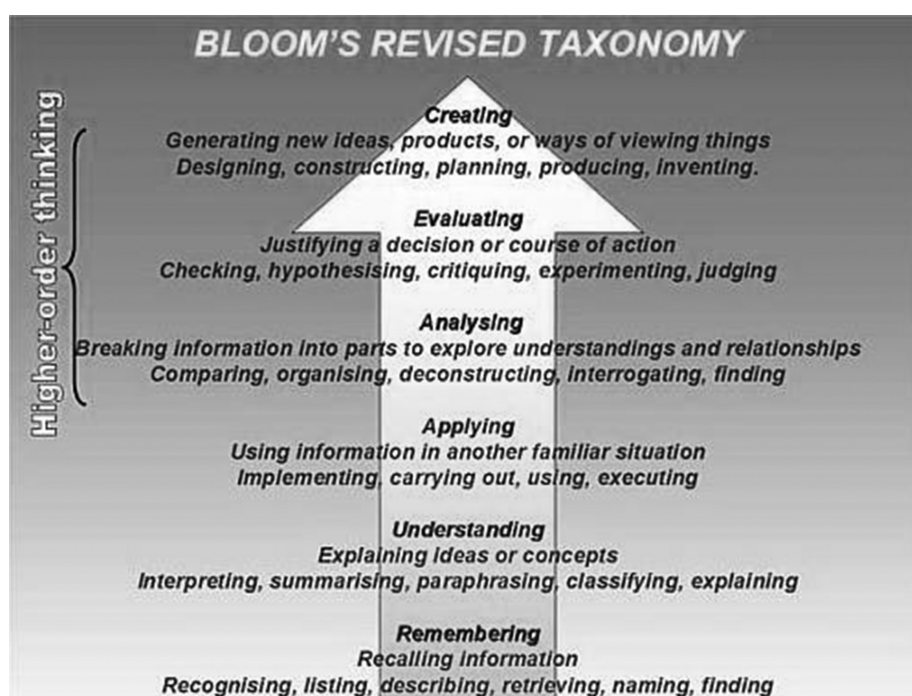 BLOOM'S REVISED TAXONOMY
Higher-order thinking
Creating
Generating new ideas, products, or ways of viewing things
Designing, constructing, planning, producing, inventing.
Evaluating
Justifying a decision or course of action
Checking, hypothesising, critiquing, experimenting, judging
Analysing
Breaking information into parts to explore understandings and relationships
Comparing, organising, deconstructing, interrogating, finding
Applying
Using information in another familiar situation
Implementing, carrying out, using, executing
Understanding
Explaining ideas or concepts
Interpreting, summarising, paraphrasing, classifying, explaining
Remembering
Recalling information
Recognising, listing, describing, retrieving, naming, finding